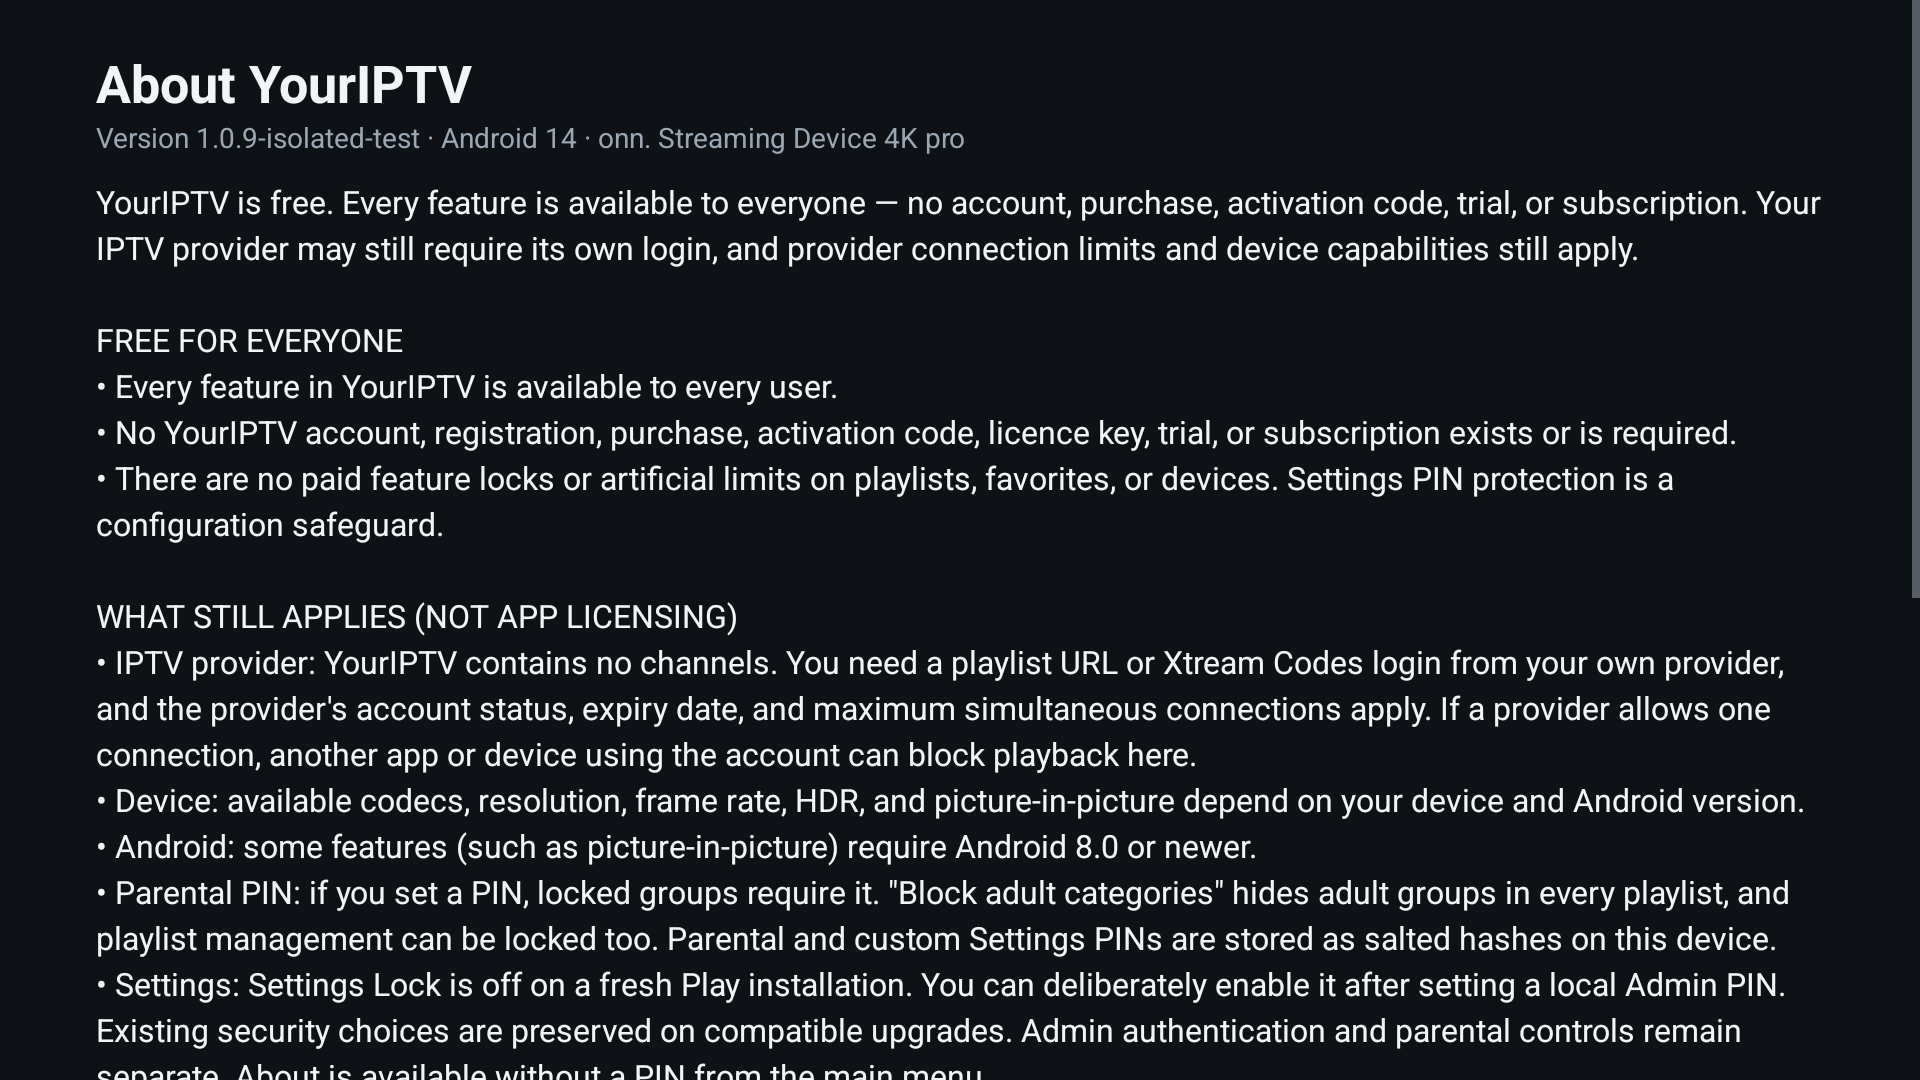 About YourIPTV
Version 1.0.9-isolated-test · Android 14 · onn. Streaming Device 4K pro
YourIPTV is free. Every feature is available to everyone — no account, purchase, activation code, trial, or subscription. Your
IPTV provider may still require its own login, and provider connection limits and device capabilities still apply.
FREE FOR EVERYONE
• Every feature in YourIPTV is available to every user.
• No YourIPTV account, registration, purchase, activation code, licence key, trial, or subscription exists or is required.
• There are no paid feature locks or artificial limits on playlists, favorites, or devices. Settings PIN protection is a
configuration safeguard.
WHAT STILL APPLIES (NOT APP LICENSING)
• IPTV provider: YourIPTV contains no channels. You need a playlist URL or Xtream Codes login from your own provider,
and the provider's account status, expiry date, and maximum simultaneous connections apply. If a provider allows one
connection, another app or device using the account can block playback here.
• Device: available codecs, resolution, frame rate, HDR, and picture-in-picture depend on your device and Android version.
• Android: some features (such as picture-in-picture) require Android 8.0 or newer.
• Parental PIN: if you set a PIN, locked groups require it. "Block adult categories" hides adult groups in every playlist, and
playlist management can be locked too. Parental and custom Settings PINs are stored as salted hashes on this device.
• Settings: Settings Lock is off on a fresh Play installation. You can deliberately enable it after setting a local Admin PIN.
Existing security choices are preserved on compatible upgrades. Admin authentication and parental controls remain
separate. About is available without a PIN from the main menu.